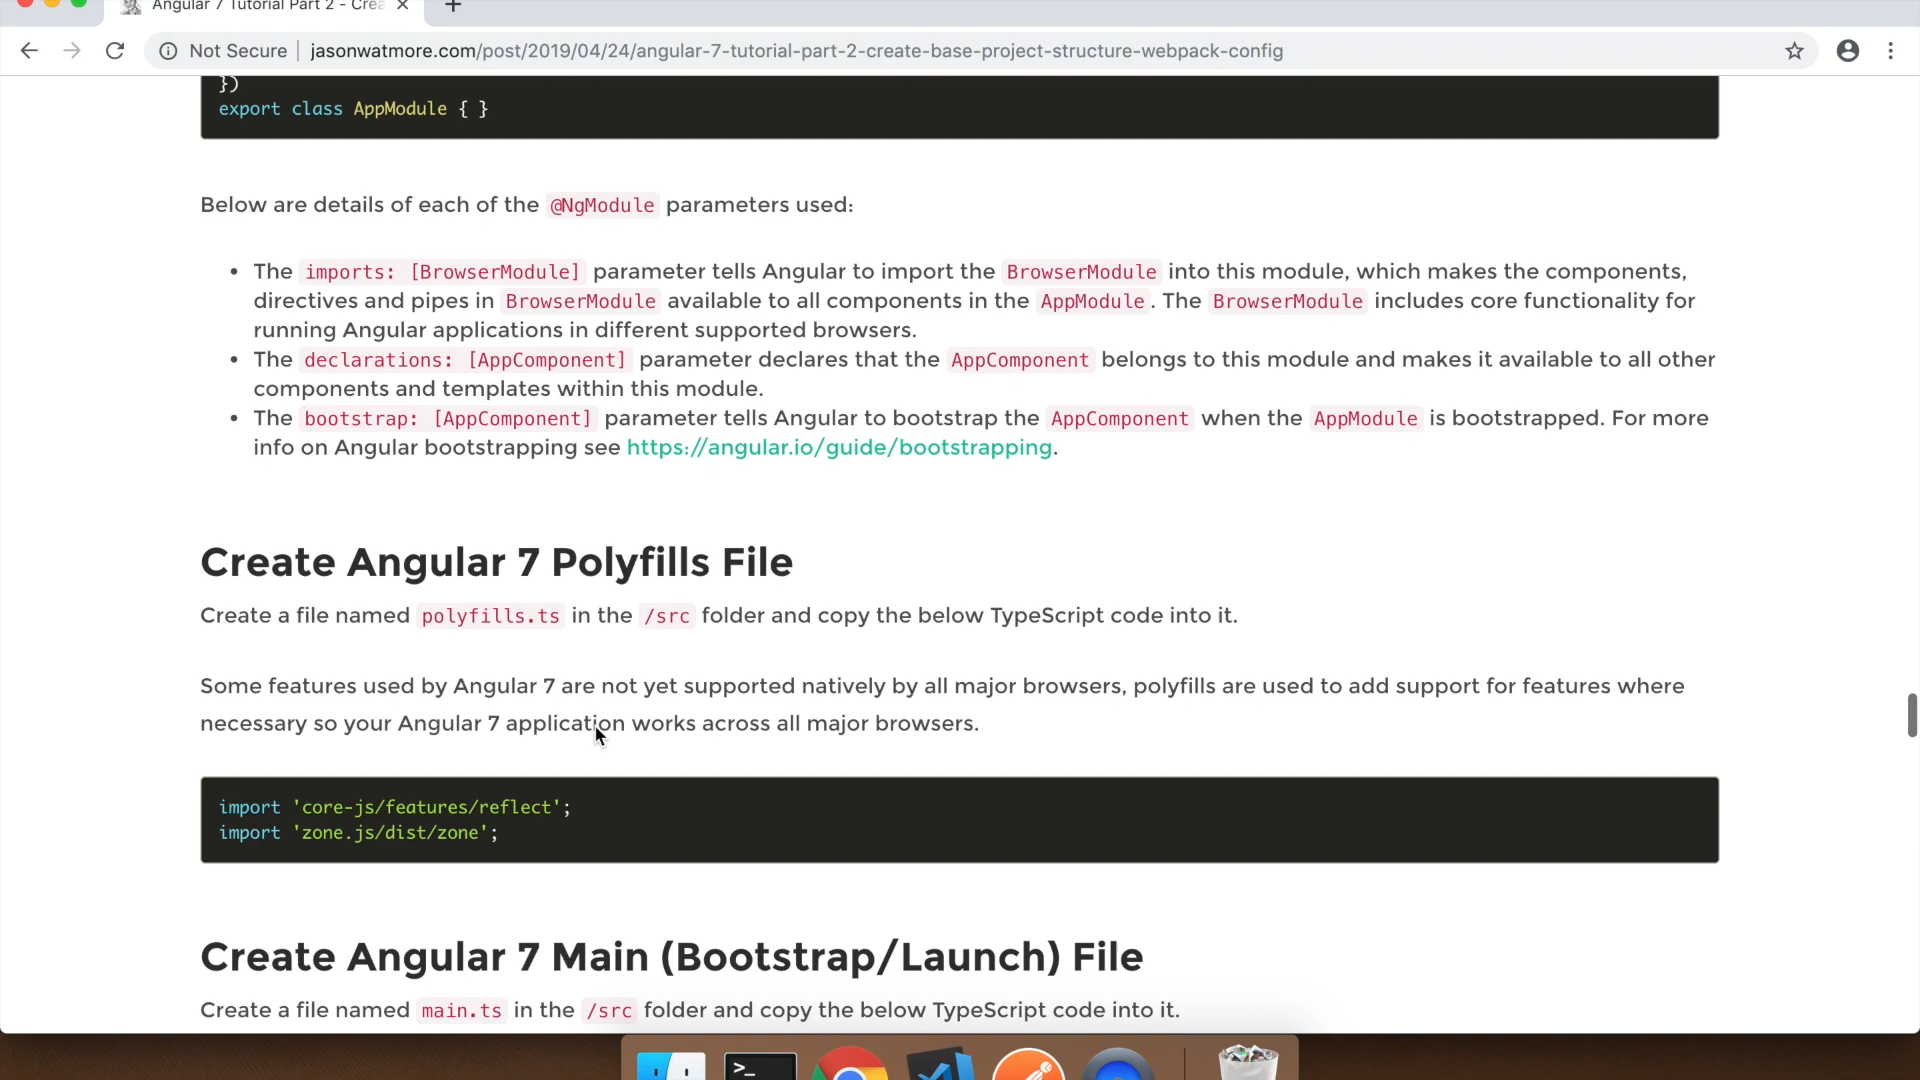 Angular 7 Tutorial Part 2 - Crea
Not Secure jasonwatmore.com/post/2019/04/24/angular-7-tutorial-part-2-create-base-project-structure-webpack-config
})
export class AppModule { }
Below are details of each of the @NgModule parameters used:
• The imports: [BrowserModule] parameter tells Angular to import the BrowserModule into this module, which makes the components,
directives and pipes in BrowserModule available to all components in the AppModule. The BrowserModule includes core functionality for
running Angular applications in different supported browsers.
• The declarations: [AppComponent] parameter declares that the AppComponent belongs to this module and makes it available to all other
components and templates within this module.
• The bootstrap: [AppComponent] parameter tells Angular to bootstrap the AppComponent when the AppModule is bootstrapped. For more
info on Angular bootstrapping see https://angular.io/guide/bootstrapping.
Create Angular 7 Polyfills File
Create a file named polyfills.ts in the /src folder and copy the below TypeScript code into it.
Some features used by Angular 7 are not yet supported natively by all major browsers, polyfills are used to add support for features where
necessary so your Angular 7 application works across all major browsers.
import 'core-js/features/reflect';
import 'zone.js/dist/zone';
Create Angular 7 Main (Bootstrap/Launch) File
Create a file named main.ts in the /src folder and copy the below TypeScript code into it.
>_